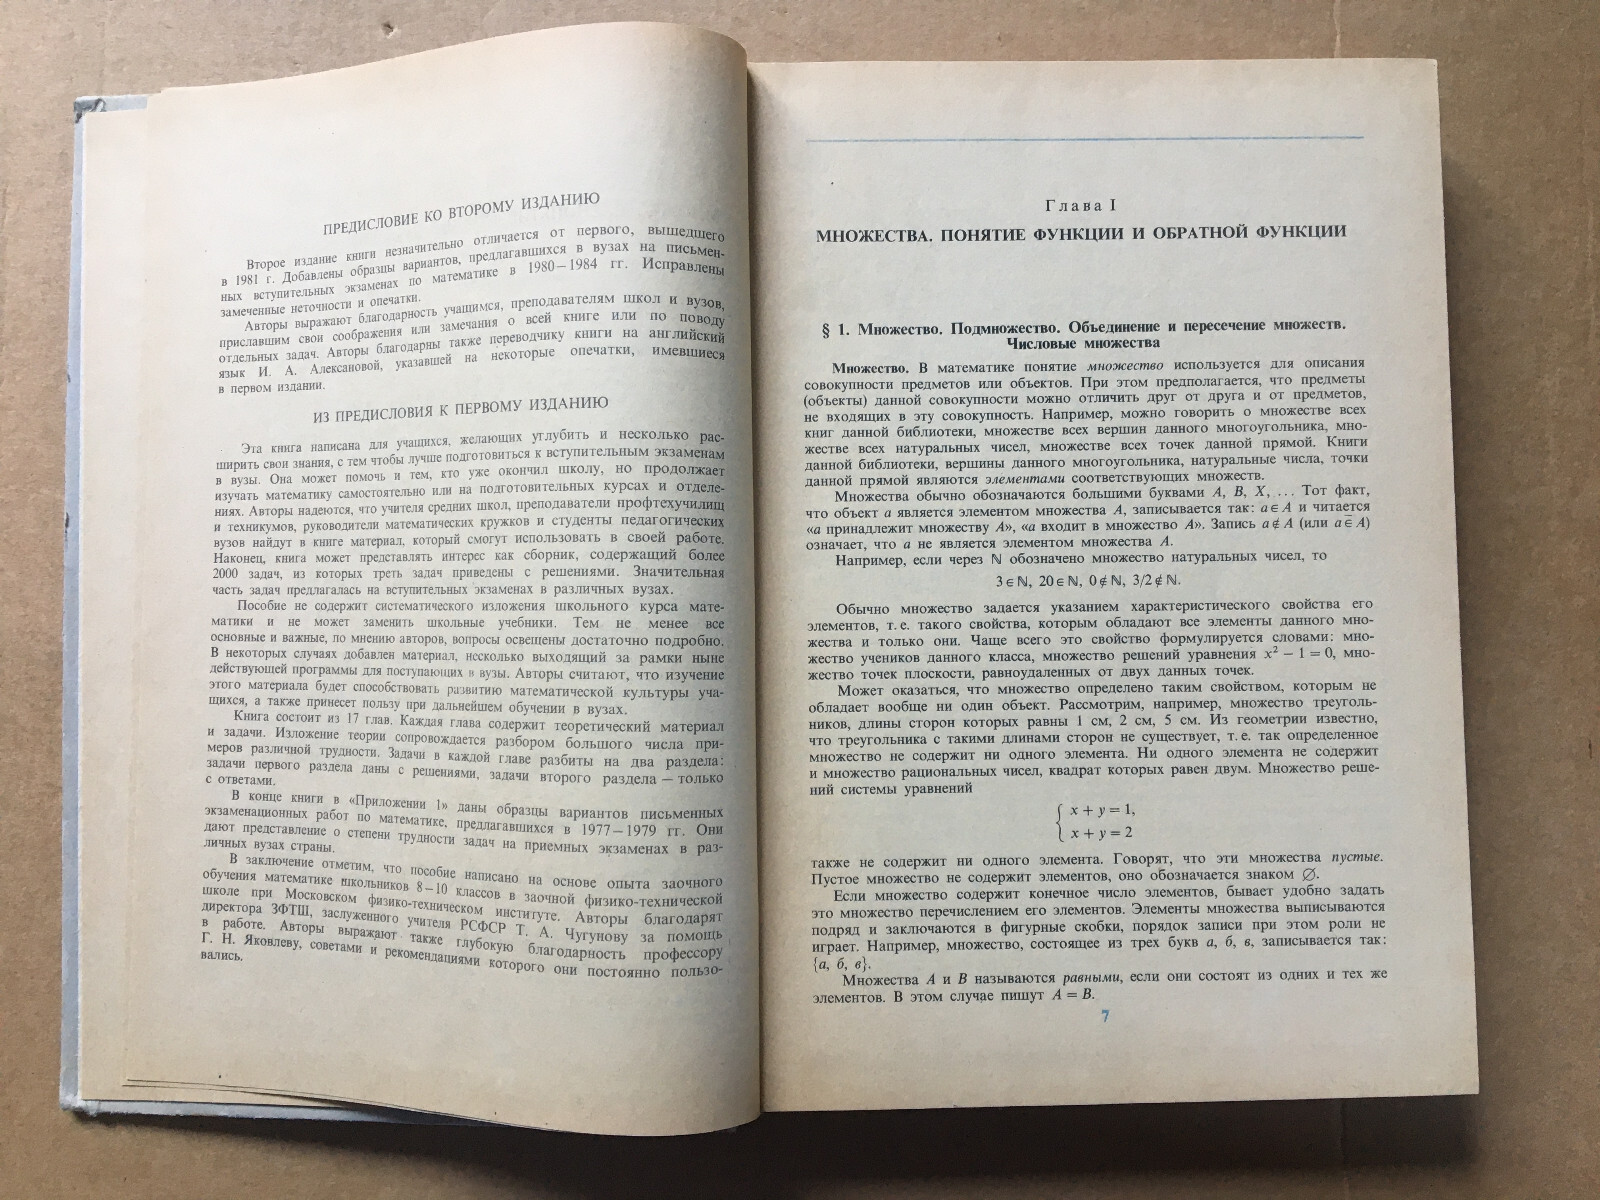 ПРЕДИСЛОВИЕ КО ВТОРОМУ ИЗДАНИЮ
Второе издание книги незначительно отличается от первого, вышедшего
в 1981 г. Добавлены образцы вариантов, предлагавшихся в вузах на письмен-
ных вступительных экзаменах по математике в 1980—1984 гг. Исправлены
замеченные неточности и опечатки.
Авторы выражают благодарность учащимся, преподавателям школ и вузов,
приславшим свои соображения или замечания о всей книге или по поводу
отдельных задач. Авторы благодарны также переводчику книги на английский
язык И. А. Алексановой, указавшей на некоторые опечатки, имевшиеся
в первом издании.
ИЗ ПРЕДИСЛОВИЯ К ПЕРВОМУ ИЗДАНИЮ
Эта книга написана для учащихся, желающих углубить и несколько рас-
ширить свои знания, с тем чтобы лучше подготовиться к вступительным экзаменам
в вузы. Она может помочь и тем, кто уже окончил школу, но продолжает
изучать математику самостоятельно или на подготовительных курсах и отделе-
ниях. Авторы надеются, что учителя средних школ, преподаватели профтехучилищ
и техникумов, руководители математических кружков и студенты педагогических
вузов найдут в книге материал, который смогут использовать в своей работе.
Наконец, книга может представлять интерес как сборник, содержащий более
2000 задач, из которых треть задач приведены с решениями. Значительная
часть задач предлагалась на вступительных экзаменах в различных вузах.
Пособие не содержит систематического изложения школьного курса мате-
матики и не может заменить школьные учебники. Тем не менее все
основные и важные, по мнению авторов, вопросы освещены достаточно подробно.
В некоторых случаях добавлен материал, несколько выходящий за рамки ныне
действующей программы для поступающих в вузы. Авторы считают, что изучение
этого материала будет способствовать развитию математической культуры уча-
щихся, а также принесет пользу при дальнейшем обучении в вузах.
Книга состоит из 17 глав. Каждая глава содержит теоретический материал
и задачи. Изложение теории сопровождается разбором большого числа при-
меров различной трудности. Задачи в каждой главе разбиты на два раздела:
задачи первого раздела даны с решениями, задачи второго раздела — только
с ответами.
В конце книги в «Приложении 1» даны образцы вариантов письменных
экзаменационных работ по математике, предлагавшихся в 1977—1979 гг. Они
дают представление о степени трудности задач на приемных экзаменах в раз-
личных вузах страны.
В заключение отметим, что пособие написано на основе опыта заочного
обучения математике школьников 8—10 классов в заочной физико-технической
школе при Московском физико-техническом институте. Авторы благодарят
директора ЗФТШ, заслуженного учителя РСФСР Т. А. Чугунову за помощь
в работе. Авторы выражают также глубокую благодарность профессору
Г. Н. Яковлеву, советами и рекомендациями которого они постоянно пользо-
вались.
Глава I
МНОЖЕСТВА. ПОНЯТИЕ ФУНКЦИИ И ОБРАТНОЙ ФУНКЦИИ
§ 1. Множество. Подмножество. Объединение и пересечение множеств.
Числовые множества
Множество. В математике понятие множество используется для описания
совокупности предметов или объектов. При этом предполагается, что предметы
(объекты) данной совокупности можно отличить друг от друга и от предметов,
не входящих в эту совокупность. Например, можно говорить о множестве всех
книг данной библиотеки, множестве всех вершин данного многоугольника, мно-
жестве всех натуральных чисел, множестве всех точек данной прямой. Книги
данной библиотеки, вершины данного многоугольника, натуральные числа, точки
данной прямой являются элементами соответствующих множеств.
Множества обычно обозначаются большими буквами A, B, X, ... Тот факт,
что объект a является элементом множества A, записывается так: a ∈ A и читается
«a принадлежит множеству A», «a входит в множество A». Запись a ∉ A (или a ∈̅ A)
означает, что a не является элементом множества A.
Например, если через ℕ обозначено множество натуральных чисел, то
3 ∈ ℕ, 20 ∈ ℕ, 0 ∉ ℕ, 3/2 ∉ ℕ.
Обычно множество задается указанием характеристического свойства его
элементов, т. е. такого свойства, которым обладают все элементы данного мно-
жества и только они. Чаще всего это свойство формулируется словами: мно-
жество учеников данного класса, множество решений уравнения x² − 1 = 0, мно-
жество точек плоскости, равноудаленных от двух данных точек.
Может оказаться, что множество определено таким свойством, которым не
обладает вообще ни один объект. Рассмотрим, например, множество треуголь-
ников, длины сторон которых равны 1 см, 2 см, 5 см. Из геометрии известно,
что треугольника с такими длинами сторон не существует, т. е. так определенное
множество не содержит ни одного элемента. Ни одного элемента не содержит
и множество рациональных чисел, квадрат которых равен двум. Множество реше-
ний системы уравнений
{ x + y = 1,
x + y = 2
также не содержит ни одного элемента. Говорят, что эти множества пустые.
Пустое множество не содержит элементов, оно обозначается знаком ∅.
Если множество содержит конечное число элементов, бывает удобно задать
это множество перечислением его элементов. Элементы множества выписываются
подряд и заключаются в фигурные скобки, порядок записи при этом роли не
играет. Например, множество, состоящее из трех букв а, б, в, записывается так:
{а, б, в}.
Множества A и B называются равными, если они состоят из одних и тех же
элементов. В этом случае пишут A = B.
7